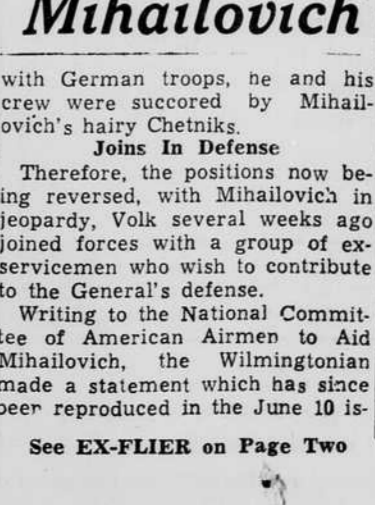 Mihailovich
with German troops, he and his
crew were succored by Mihail-
ovich's hairy Chetniks.
Joins In Defense
Therefore, the positions now be-
ing reversed, with Mihailovich in
jeopardy, Volk several weeks ago
joined forces with a group of ex-
servicemen who wish to contribute
to the General's defense.
Writing to the National Commit-
tee of American Airmen to Aid
Mihailovich, the Wilmingtonian
made a statement which has since
been reproduced in the June 10 is-
See EX-FLIER on Page Two